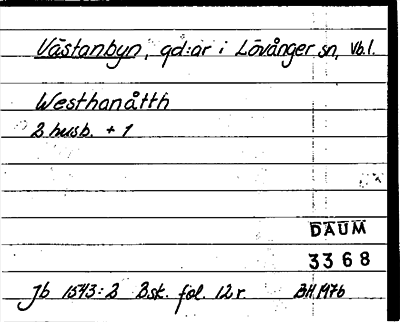 Västanbyn, gd:ar i Lövånger sn, Vb.l.
Westhanåtth
2 husb. + 1
DAUM
3368
Jb 1543:2 Bsk. fol. 12 r. BH 1976